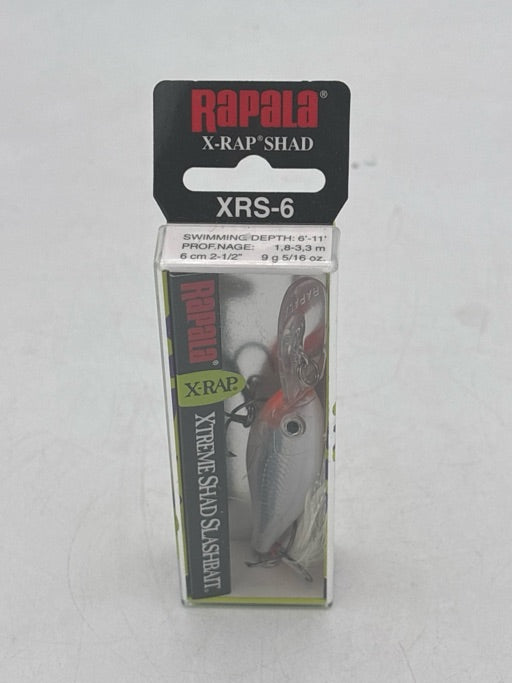 RAPALA®
X-RAP® SHAD
XRS-6
SWIMMING DEPTH: 6'-11'
PROF.NAGE: 1,8-3,3 m
6 cm 2-1/2" 9 g 5/16 oz.
RAPALA®
X-RAP®
XTREME SHAD SLASHBAIT®
RAPALA